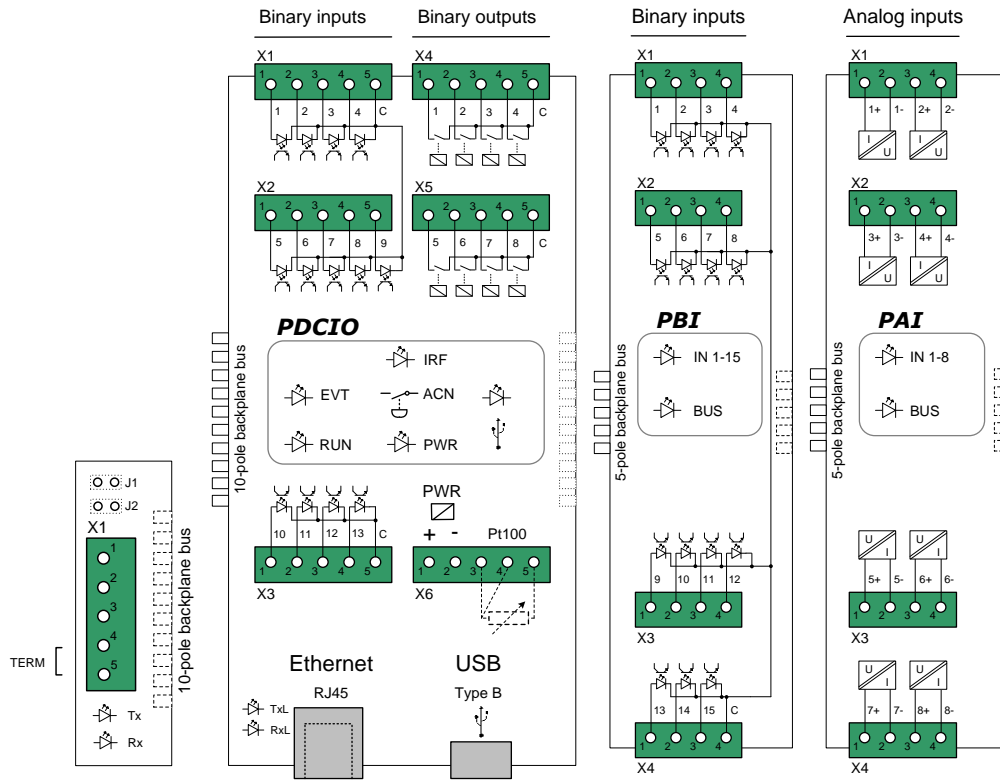 Binary inputs Binary outputs Binary inputs Analog inputs
X1 X4 X1 X1
1 2 3 4 5 1 2 3 4 5 1 2 3 4 1 2 3 4
1 2 3 4 C 1 2 3 4 C 1 2 3 4 1+ 1- 2+ 2-
I U I U
X2 X5 X2 X2
1 2 3 4 5 1 2 3 4 5 1 2 3 4 1 2 3 4
5 6 7 8 9 5 6 7 8 C 5 6 7 8 3+ 3- 4+ 4-
I U I U
PDCIO PBI PAI
IRF IN 1-15 IN 1-8
EVT ACN BUS BUS
RUN PWR
10-pole backplane bus
5-pole backplane bus
5-pole backplane bus
J1
J2
X1
1
2
3
4
5
TERM
10-pole backplane bus
Tx
Rx
PWR
+ - Pt100
10 11 12 13 C
1 2 3 4 5 1 2 3 4 5
X3 X6
9 10 11 12
1 2 3 4
X3
U I U I
5+ 5- 6+ 6-
1 2 3 4
X3
Ethernet USB
RJ45 Type B
TxL
RxL
13 14 15 C
1 2 3 4
X4
U I U I
7+ 7- 8+ 8-
1 2 3 4
X4